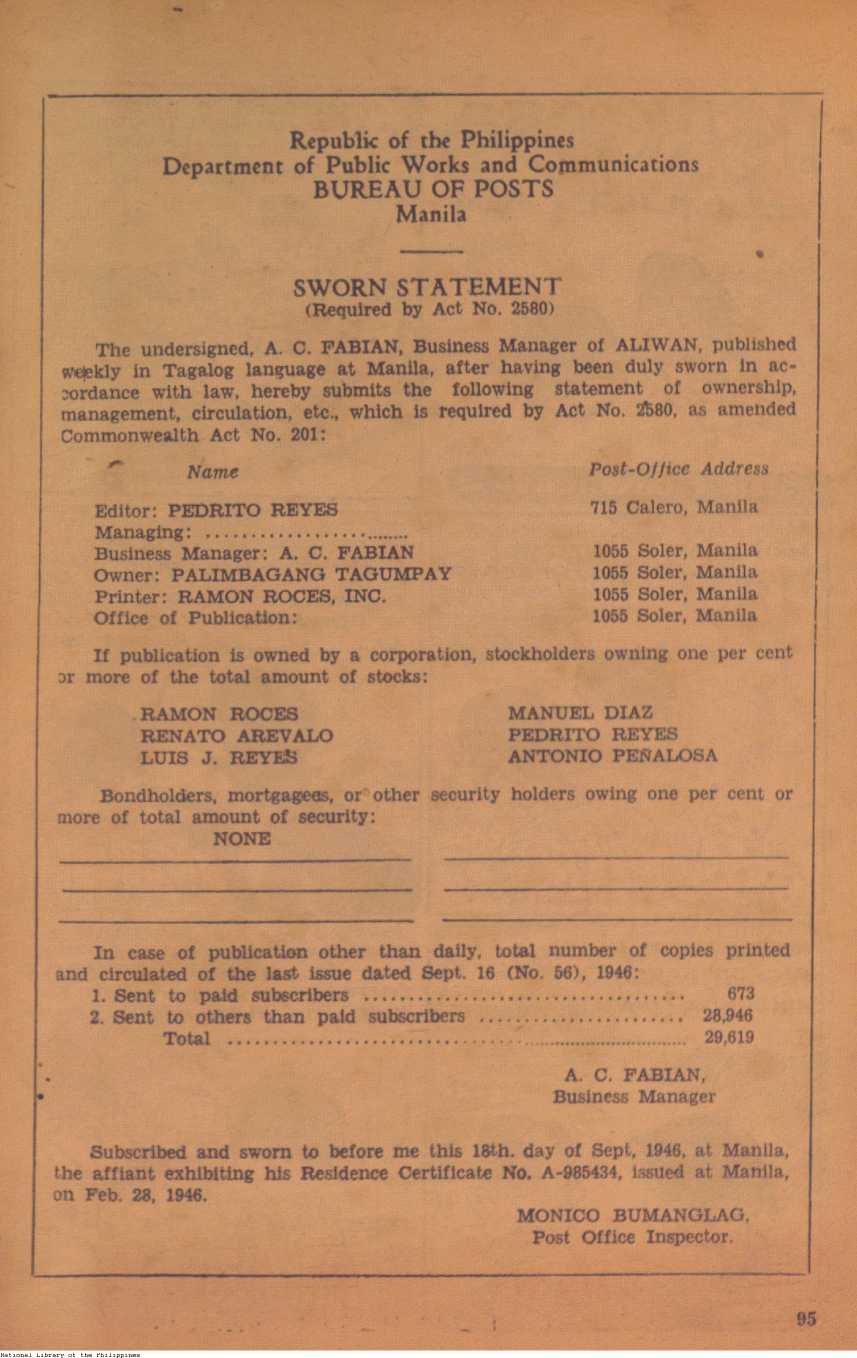 Republic of the Philippines
Department of Public Works and Communications
BUREAU OF POSTS
Manila
SWORN STATEMENT
(Required by Act No. 2580)
The undersigned, A. C. FABIAN, Business Manager of ALIWAN, published
weekly in Tagalog language at Manila, after having been duly sworn in ac-
cordance with law, hereby submits the following statement of ownership,
management, circulation, etc., which is required by Act No. 2580, as amended
Commonwealth Act No. 201:
Name Post-Office Address
Editor: PEDRITO REYES 715 Calero, Manila
Managing: .........................
Business Manager: A. C. FABIAN 1055 Soler, Manila
Owner: PALIMBAGANG TAGUMPAY 1055 Soler, Manila
Printer: RAMON ROCES, INC. 1055 Soler, Manila
Office of Publication: 1055 Soler, Manila
If publication is owned by a corporation, stockholders owning one per cent
or more of the total amount of stocks:
RAMON ROCES MANUEL DIAZ
RENATO AREVALO PEDRITO REYES
LUIS J. REYES ANTONIO PEÑALOSA
Bondholders, mortgagees, or other security holders owing one per cent or
more of total amount of security:
NONE
In case of publication other than daily, total number of copies printed
and circulated of the last issue dated Sept. 16 (No. 56), 1946:
1. Sent to paid subscribers .................................... 673
2. Sent to others than paid subscribers ....................... 28,946
Total ................................................... 29,619
A. C. FABIAN,
Business Manager
Subscribed and sworn to before me this 18th. day of Sept, 1946, at Manila,
the affiant exhibiting his Residence Certificate No. A-985434, issued at Manila,
on Feb. 28, 1946.
MONICO BUMANGLAG,
Post Office Inspector.
95
National Library of the Philippines